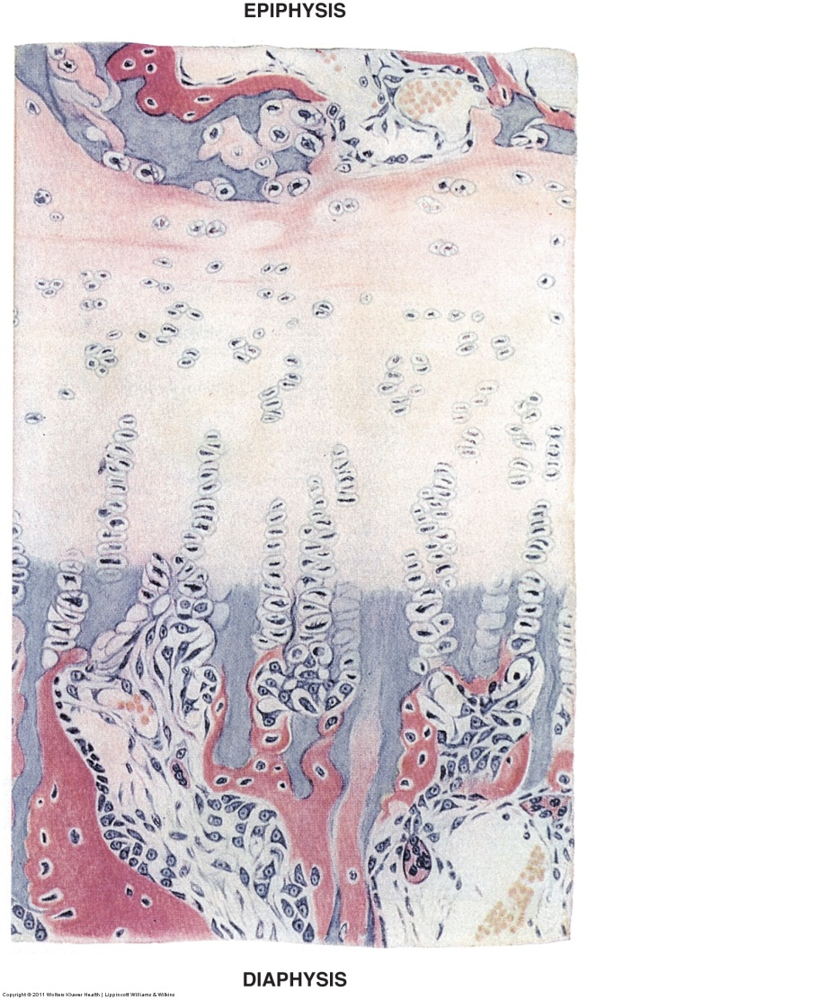 EPIPHYSIS
DIAPHYSIS
Copyright © 2011 Wolters Kluwer Health | Lippincott Williams & Wilkins